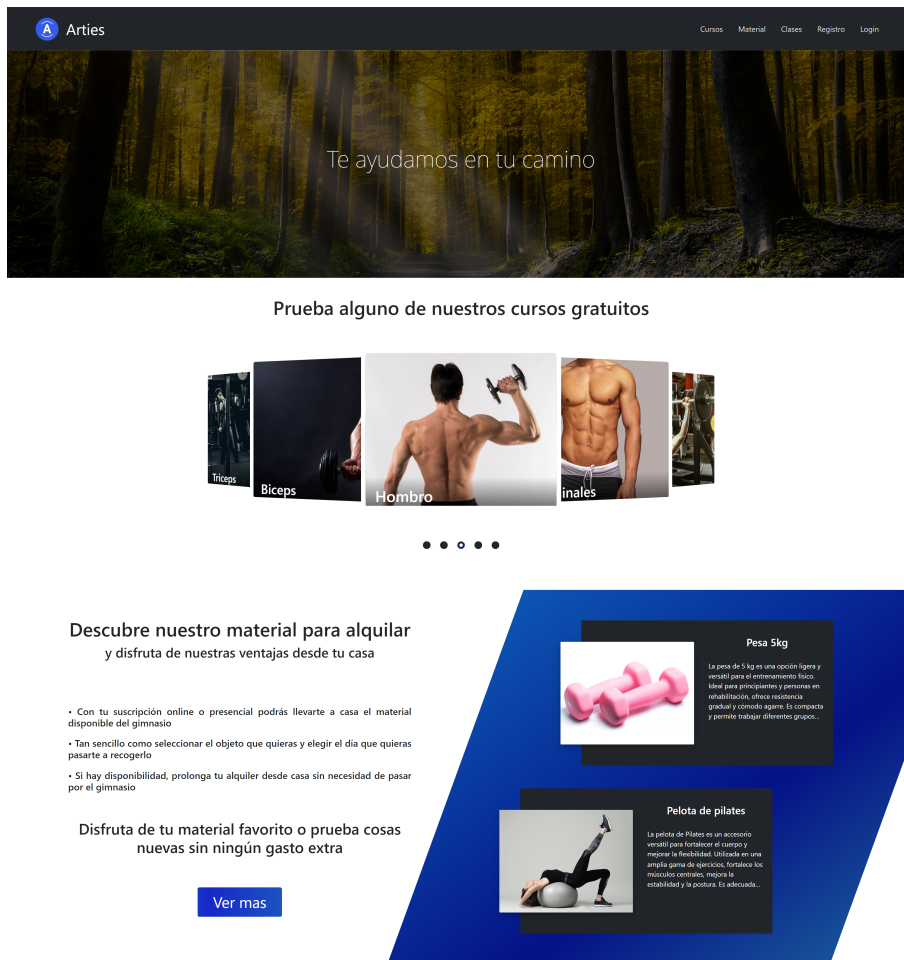 A Arties
Cursos Material Clases Registro Login
Te ayudamos en tu camino
Prueba alguno de nuestros cursos gratuitos
Triceps
Biceps
Hombro
inales
Descubre nuestro material para alquilar
y disfruta de nuestras ventajas desde tu casa
• Con tu suscripción online o presencial podrás llevarte a casa el material
disponible del gimnasio
• Tan sencillo como seleccionar el objeto que quieras y elegir el día que quieras
pasarte a recogerlo
• Si hay disponibilidad, prolonga tu alquiler desde casa sin necesidad de pasar
por el gimnasio
Disfruta de tu material favorito o prueba cosas
nuevas sin ningún gasto extra
Ver mas
Pesa 5kg
La pesa de 5 kg es una opción ligera y
versátil para el entrenamiento físico.
Ideal para principiantes y personas en
rehabilitación, ofrece resistencia
gradual y cómodo agarre. Es compacta
y permite trabajar diferentes grupos...
Pelota de pilates
La pelota de Pilates es un accesorio
versátil para fortalecer el cuerpo y
mejorar la flexibilidad. Utilizada en una
amplia gama de ejercicios, fortalece los
músculos centrales, mejora la
estabilidad y la postura. Es adecuada...